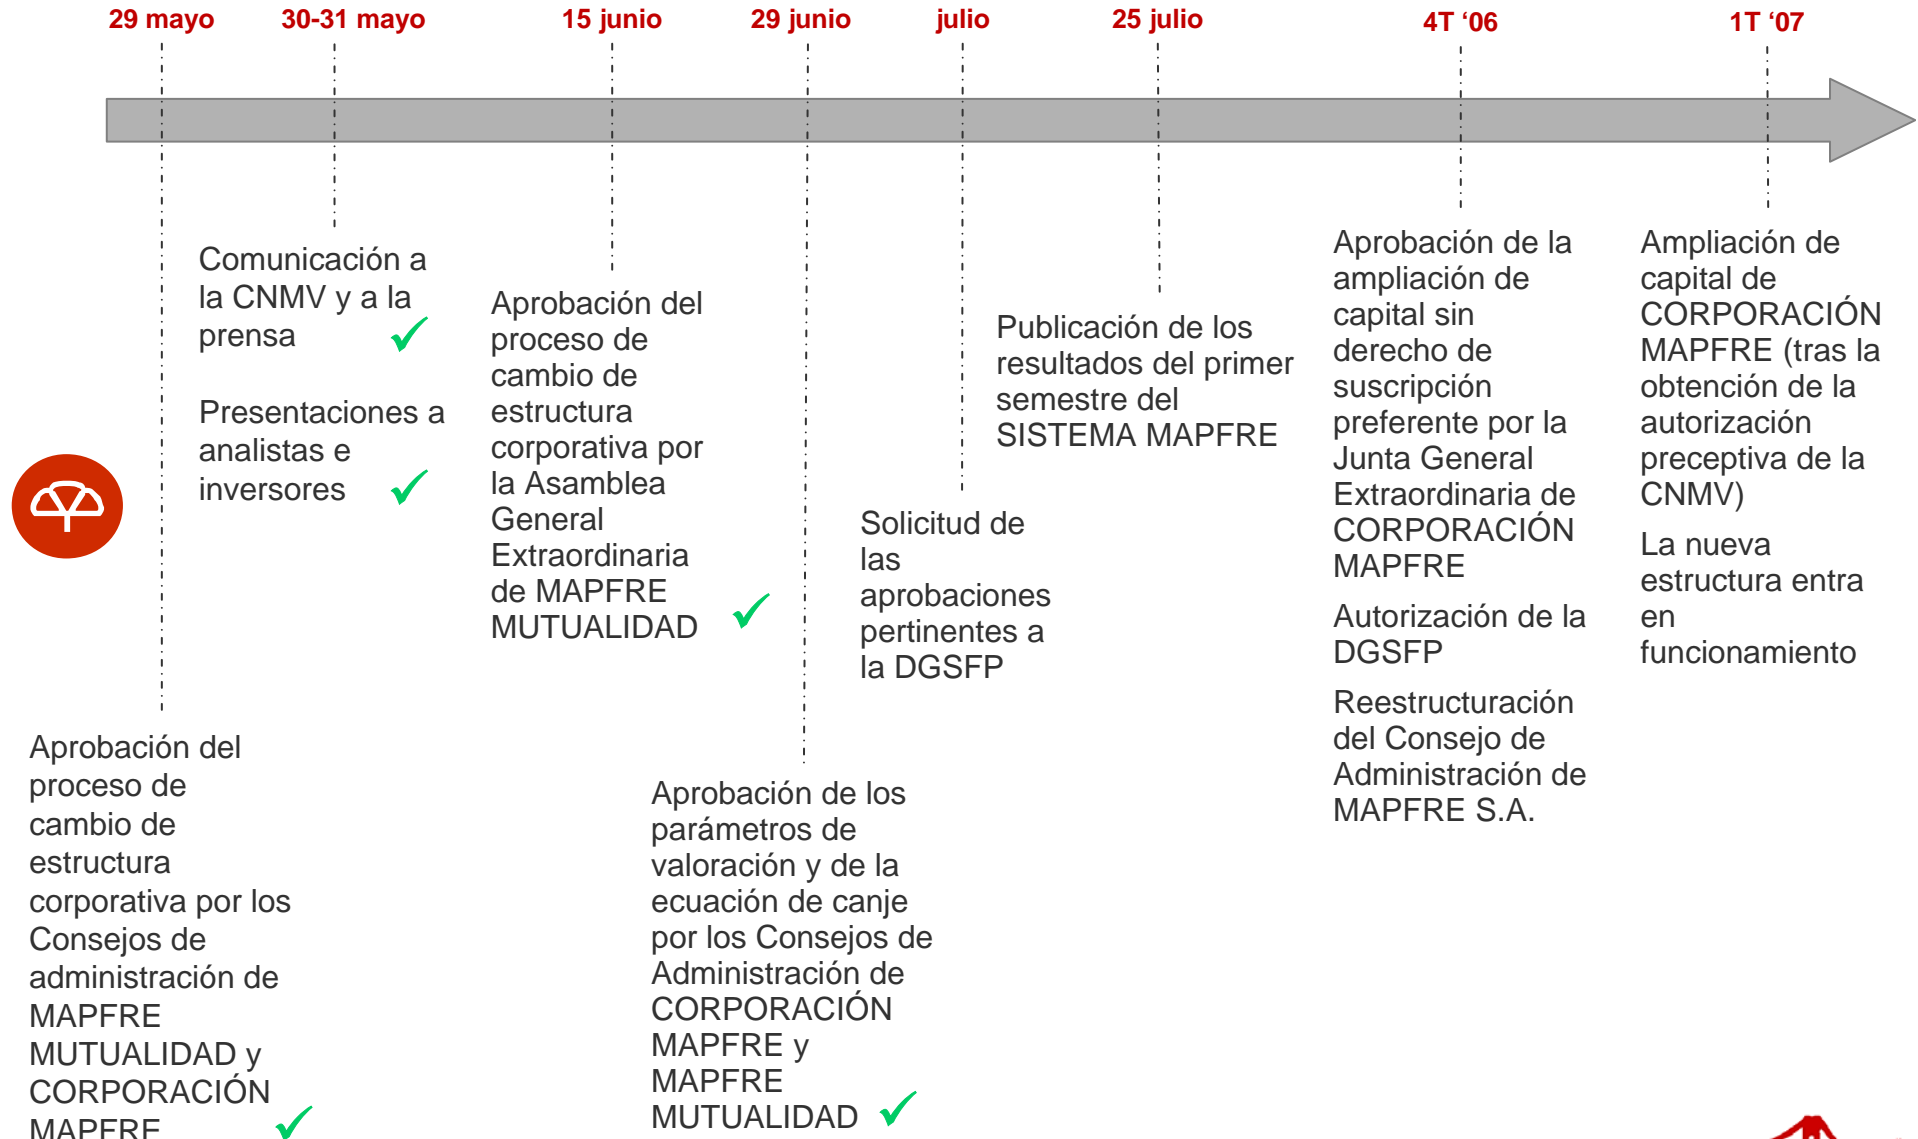 29 mayo
30-31 mayo
15 junio
29 junio
julio
25 julio
4T ‘06
1T ‘07
Aprobación del
proceso de
cambio de
estructura
corporativa por los
Consejos de
administración de
MAPFRE
MUTUALIDAD y
CORPORACIÓN
MAPFRE
Comunicación a
la CNMV y a la
prensa
Presentaciones a
analistas e
inversores
Aprobación del
proceso de
cambio de
estructura
corporativa por
la Asamblea
General
Extraordinaria
de MAPFRE
MUTUALIDAD
Aprobación de los
parámetros de
valoración y de la
ecuación de canje
por los Consejos de
Administración de
CORPORACIÓN
MAPFRE y
MAPFRE
MUTUALIDAD
Solicitud de
las
aprobaciones
pertinentes a
la DGSFP
Publicación de los
resultados del primer
semestre del
SISTEMA MAPFRE
Aprobación de la
ampliación de
capital sin
derecho de
suscripción
preferente por la
Junta General
Extraordinaria de
CORPORACIÓN
MAPFRE
Autorización de la
DGSFP
Reestructuración
del Consejo de
Administración de
MAPFRE S.A.
Ampliación de
capital de
CORPORACIÓN
MAPFRE (tras la
obtención de la
autorización
preceptiva de la
CNMV)
La nueva
estructura entra
en
funcionamiento